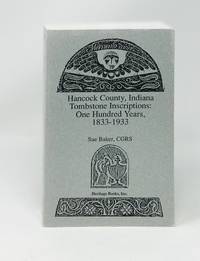 Hancock County, Indiana
Tombstone Inscriptions:
One Hundred Years,
1833-1933
Sue Baker, CGRS
Heritage Books, Inc.